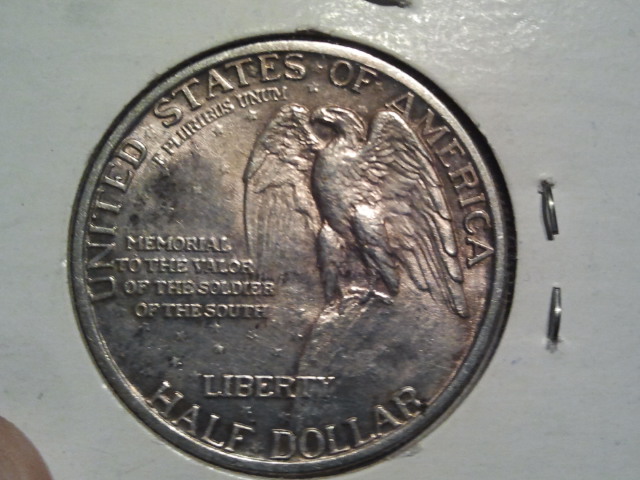 UNITED STATES OF AMERICA
E PLURIBUS UNUM
MEMORIAL
TO THE VALOR
OF THE SOLDIER
OF THE SOUTH
LIBERTY
HALF DOLLAR